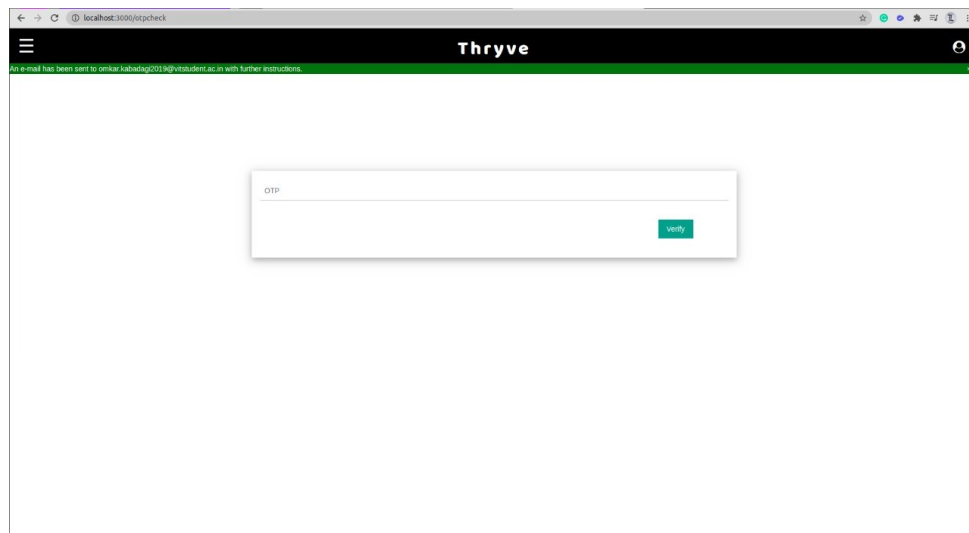 localhost:3000/otpcheck
Thryve
An e-mail has been sent to omkar.kabadagi2019@vitstudent.ac.in with further instructions.
OTP
Verify